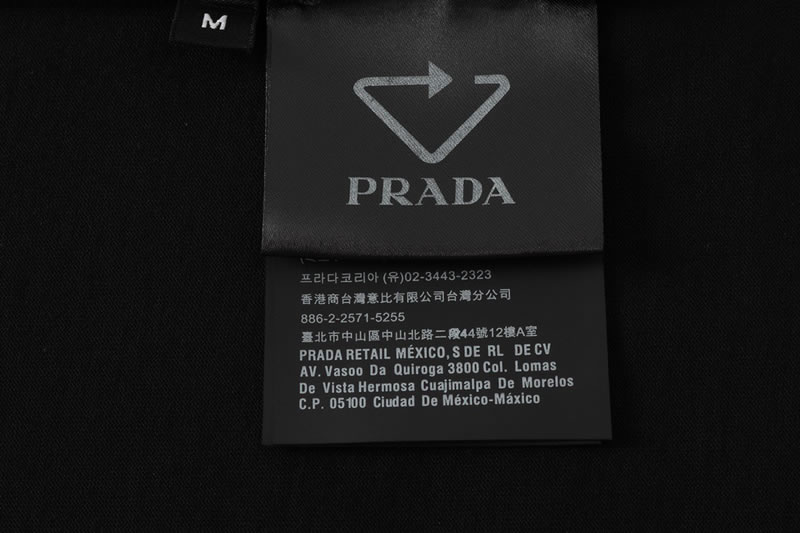 M
PRADA
프라다코리아 (유)02-3443-2323
香港商台灣意比有限公司台灣分公司
886-2-2571-5255
臺北市中山區中山北路二段44號12樓A室
PRADA RETAIL MÉXICO, S DE RL DE CV
AV. Vasoo Da Quiroga 3800 Col. Lomas
De Vista Hermosa Cuajimalpa De Morelos
C.P. 05100 Ciudad De México-Máxico